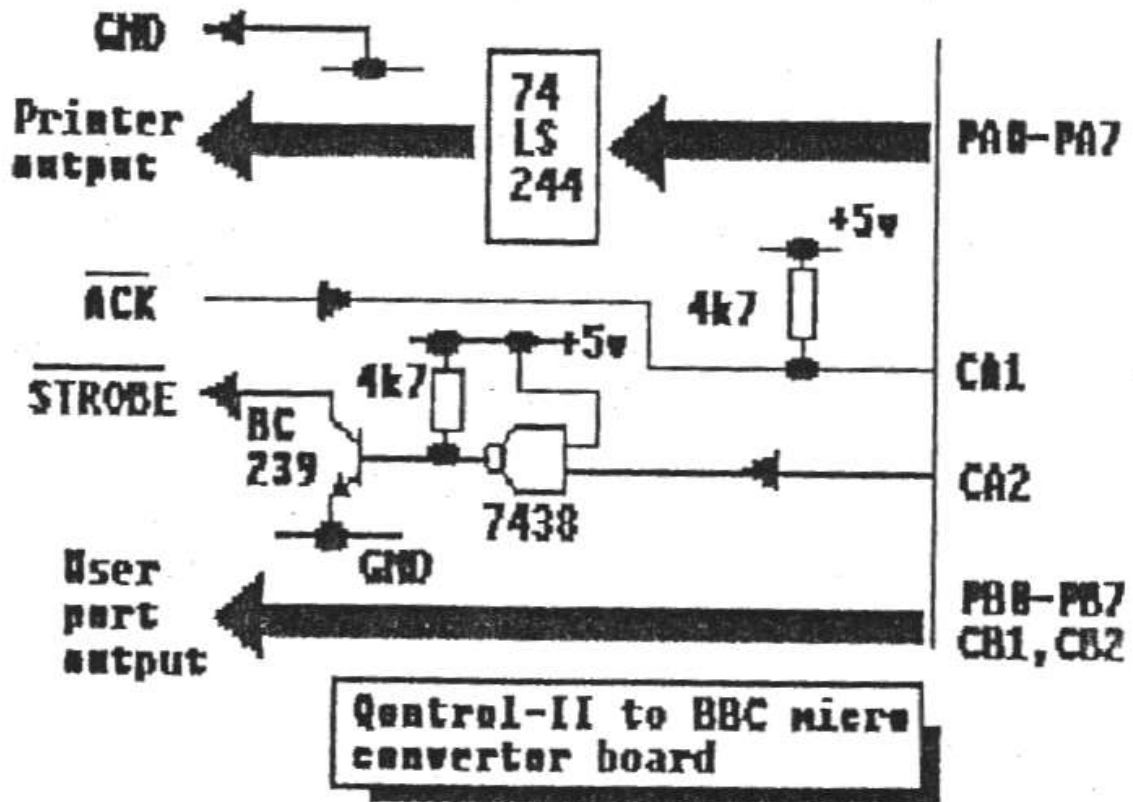 GND
Printer
output
74
LS
244
PA0-PA7
+5v
ACK
4k7
+5v
CA1
STROBE
4k7
BC
239
7438
CA2
GND
User
port
output
PB0-PB7
CB1,CB2
Qontrol-II to BBC micro
convertor board